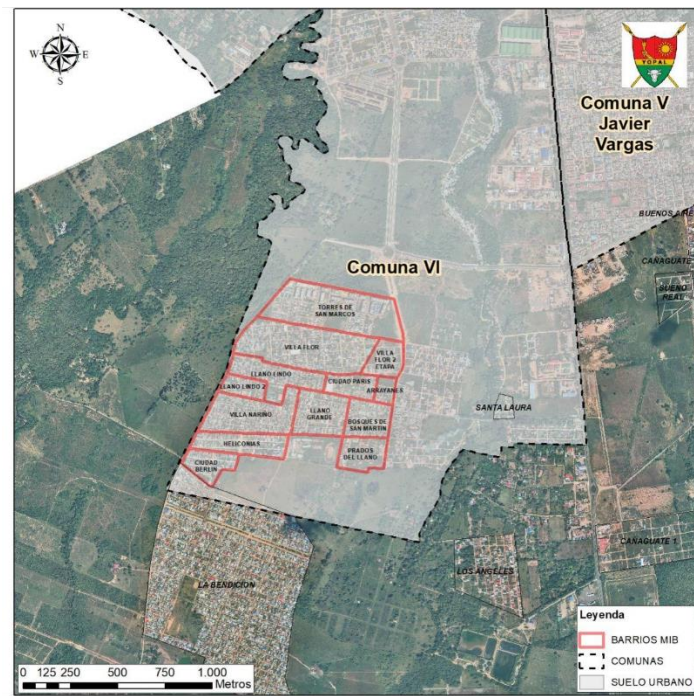 N
W
E
S
YOPAL
Comuna V
Javier
Vargas
BUENOS AIRE
CAÑAGUATE
SUEÑO
REAL
Comuna VI
TORRES DE
SAN MARCOS
VILLA FLOR
VILLA
FLOR 2
ETAPA
LLANO LINDO
CIUDAD PARIS
LLANO LINDO 2
ARRAYANES
SANTA LAURA
VILLA NARIÑO
LLANO
GRANDE
BOSQUES DE
SAN MARTIN
HELICONIAS
PRADOS
DEL LLANO
CIUDAD
BERLIN
CAÑAGUATE 1
LOS ANGELES
LA BENDICION
Leyenda
BARRIOS MIB
COMUNAS
SUELO URBANO
0 125 250 500 750 1.000
Metros